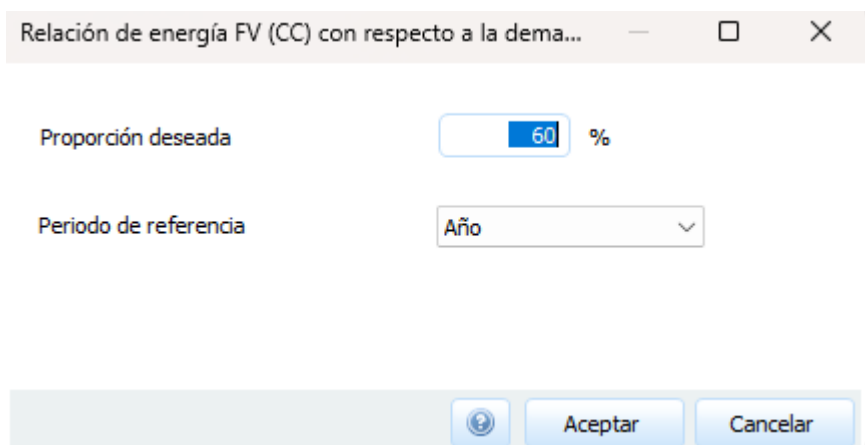 Relación de energía FV (CC) con respecto a la dema...
Proporción deseada 60 %
Periodo de referencia Año
Aceptar Cancelar